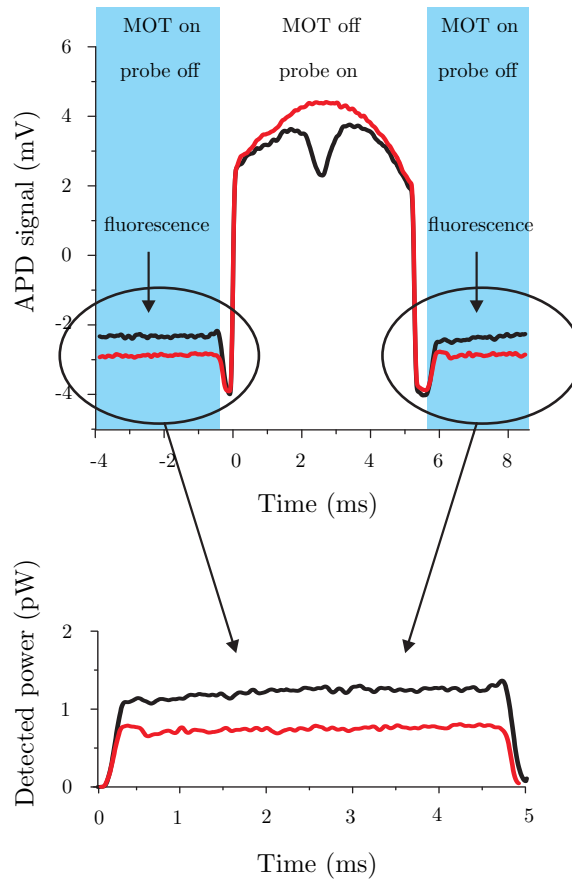 MOT on
MOT off
MOT on
probe off
probe on
probe off
APD signal (mV)
6
4
2
0
-2
-4
fluorescence
fluorescence
-4
-2
0
2
4
6
8
Time (ms)
Detected power (pW)
2
1
0
0
1
2
3
4
5
Time (ms)